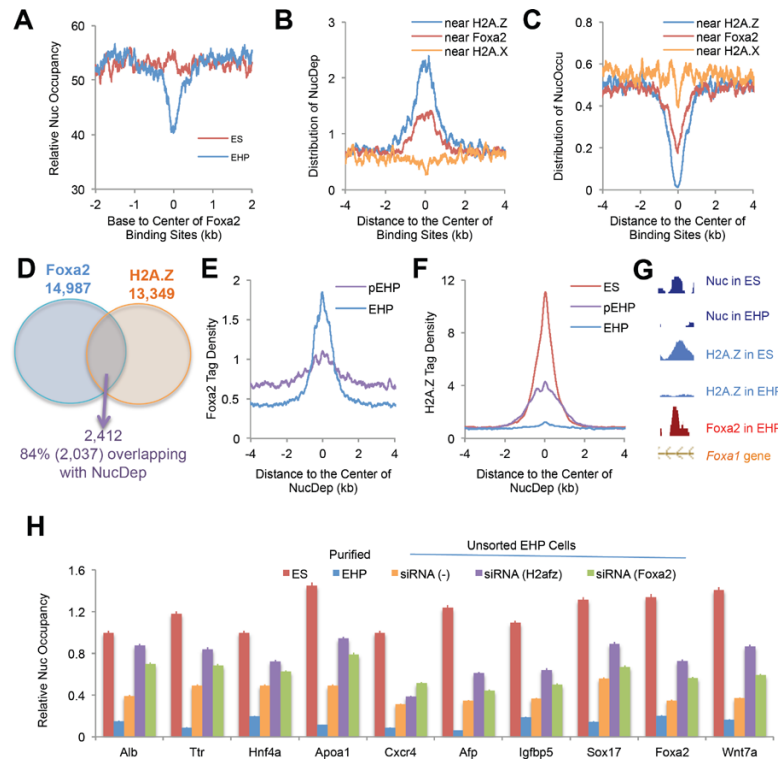 A
Relative Nuc Occupancy
70
60
50
40
30
ES
EHP
-2 -1 0 1 2
Base to Center of Foxa2
Binding Sites (kb)
B
Distribution of NucDep
3
2
1
0
near H2A.Z
near Foxa2
near H2A.X
-4 -2 0 2 4
Distance to the Center of
Binding Sites (kb)
C
Distribution of NucOccu
0.8
0.6
0.4
0.2
0
near H2A.Z
near Foxa2
near H2A.X
-4 -2 0 2 4
Distance to the Center of
Binding Sites (kb)
D
Foxa2
14,987
H2A.Z
13,349
2,412
84% (2,037) overlapping
with NucDep
E
Foxa2 Tag Density
2
1.5
1
0.5
0
pEHP
EHP
-4 -2 0 2 4
Distance to the Center of
NucDep (kb)
F
H2A.Z Tag Density
12
8
4
0
ES
pEHP
EHP
-4 -2 0 2 4
Distance to the Center of
NucDep (kb)
G
Nuc in ES
Nuc in EHP
H2A.Z in ES
H2A.Z in EHP
Foxa2 in EHP
Foxa1 gene
H
Relative Nuc Occupancy
1.6
1.2
0.8
0.4
0
Purified
Unsorted EHP Cells
ES EHP siRNA (-) siRNA (H2afz) siRNA (Foxa2)
Alb Ttr Hnf4a Apoa1 Cxcr4 Afp Igfbp5 Sox17 Foxa2 Wnt7a